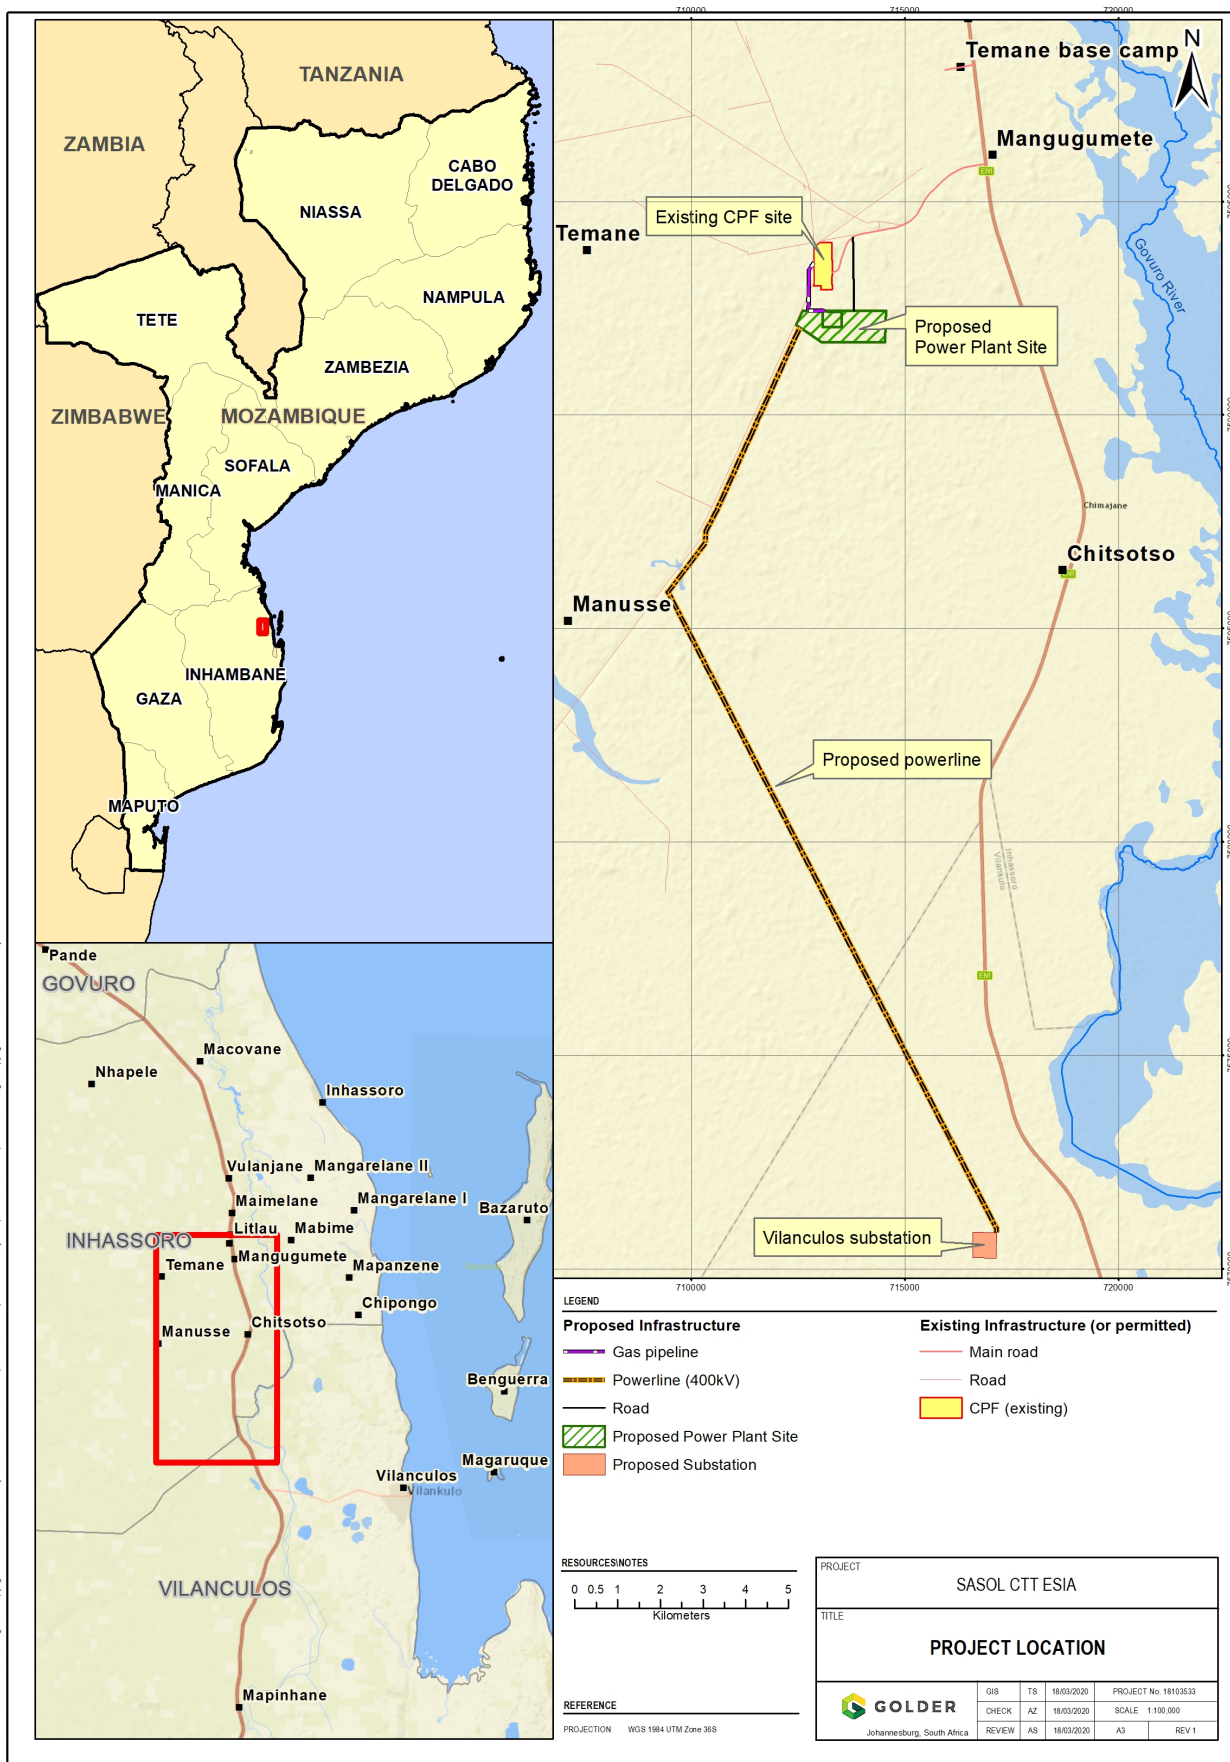 TANZANIA
ZAMBIA
CABO
DELGADO
NIASSA
NAMPULA
TETE
ZAMBEZIA
ZIMBABWE
MOZAMBIQUE
SOFALA
MANICA
INHAMBANE
GAZA
MAPUTO
Pande
GOVURO
Macovane
Nhapele
Inhassoro
Vulanjane
Mangarelane II
Maimelane
Mangarelane I
Bazaruto
Litlau
Mabime
INHASSORO
Mangugumete
Temane
Mapanzene
Chipongo
Manusse
Chitsotso
Benguerra
Magaruque
Vilanculos
Vilankulo
VILANCULOS
Mapinhane
710000
715000
720000
Temane base camp
N
Mangugumete
EN1
Existing CPF site
Temane
Govuro River
Proposed
Power Plant Site
Chimajane
Chitsotso
EN1
Manusse
Proposed powerline
Inhassoro
Vilankulo
EN1
Vilanculos substation
710000
715000
720000
LEGEND
Proposed Infrastructure
Gas pipeline
Powerline (400kV)
Road
Proposed Power Plant Site
Proposed Substation
Existing Infrastructure (or permitted)
Main road
Road
CPF (existing)
RESOURCES\NOTES
0 0.5 1 2 3 4 5
Kilometers
REFERENCE
PROJECTION WGS 1984 UTM Zone 36S
PROJECT
SASOL CTT ESIA
TITLE
PROJECT LOCATION
GOLDER
Johannesburg, South Africa
GIS TS 18/03/2020 PROJECT No. 18103533
CHECK AZ 18/03/2020 SCALE 1:100,000
REVIEW AS 18/03/2020 A3 REV 1